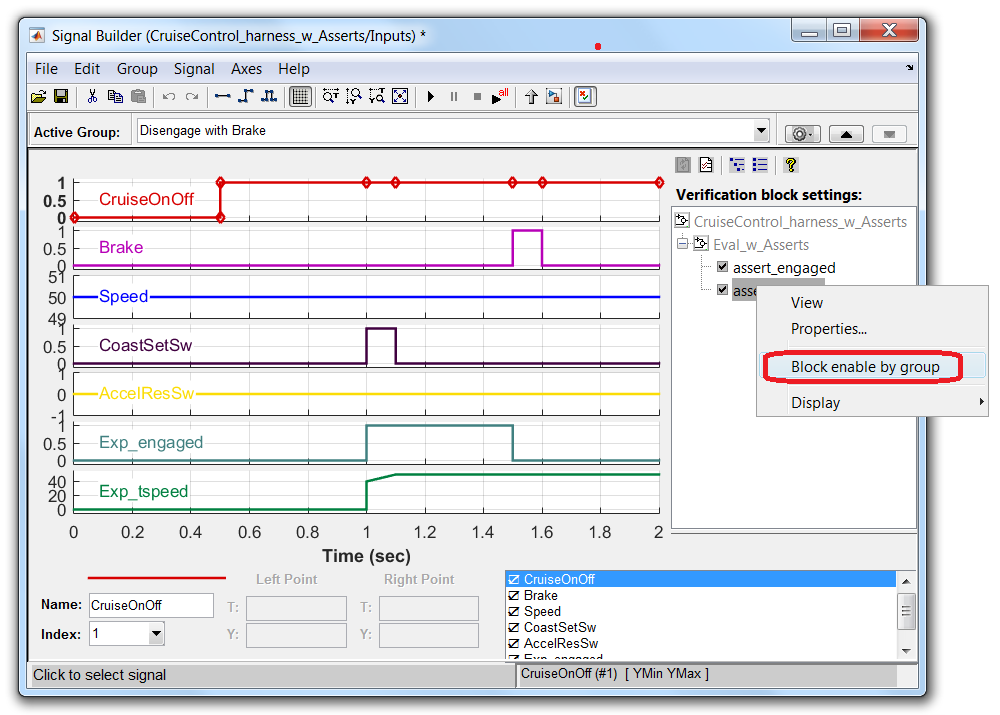 Signal Builder (CruiseControl_harness_w_Asserts/Inputs) *
File Edit Group Signal Axes Help
all
Active Group: Disengage with Brake
Verification block settings:
CruiseControl_harness_w_Asserts
Eval_w_Asserts
assert_engaged
View
Properties...
Block enable by group
Display
1
0.5
0
CruiseOnOff
1
0.5
0
Brake
51
50
49
Speed
1
0.5
0
CoastSetSw
1
0
-1
AccelResSw
1
0.5
0
Exp_engaged
40
20
0
Exp_tspeed
0 0.2 0.4 0.6 0.8 1 1.2 1.4 1.6 1.8 2
Time (sec)
Left Point Right Point
Name: CruiseOnOff T: T:
Index: 1 Y: Y:
CruiseOnOff
Brake
Speed
CoastSetSw
AccelResSw
Exp_engaged
Click to select signal
CruiseOnOff (#1) [ YMin YMax ]